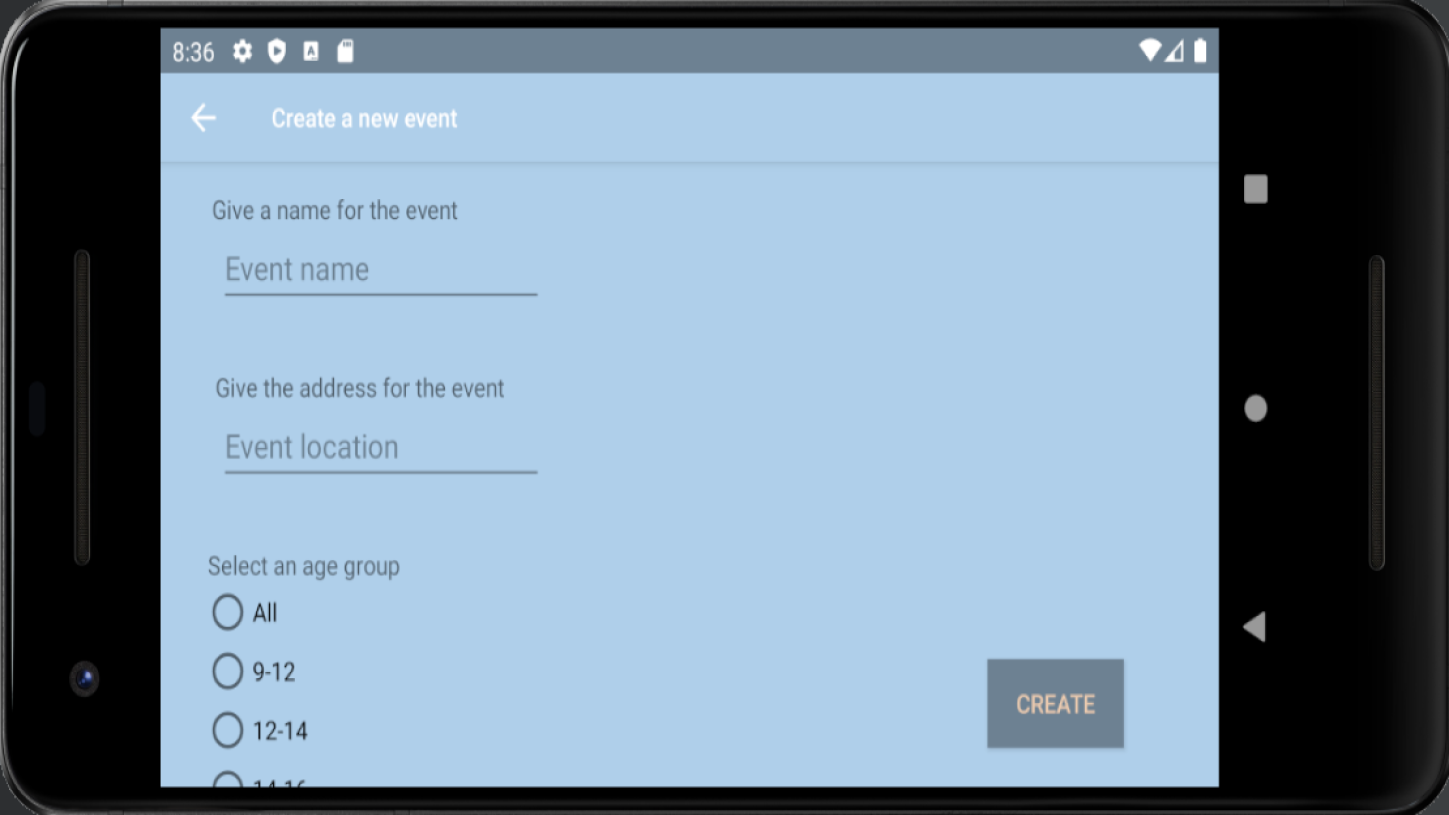 8:36
Create a new event
Give a name for the event
Event name
Give the address for the event
Event location
Select an age group
All
9-12
12-14
CREATE